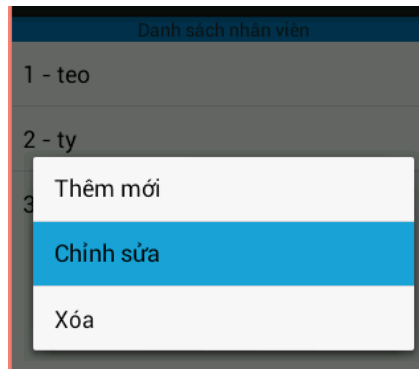 Danh sách nhân viên
1 - teo
2 - ty
3
Thêm mới
Chỉnh sửa
Xóa